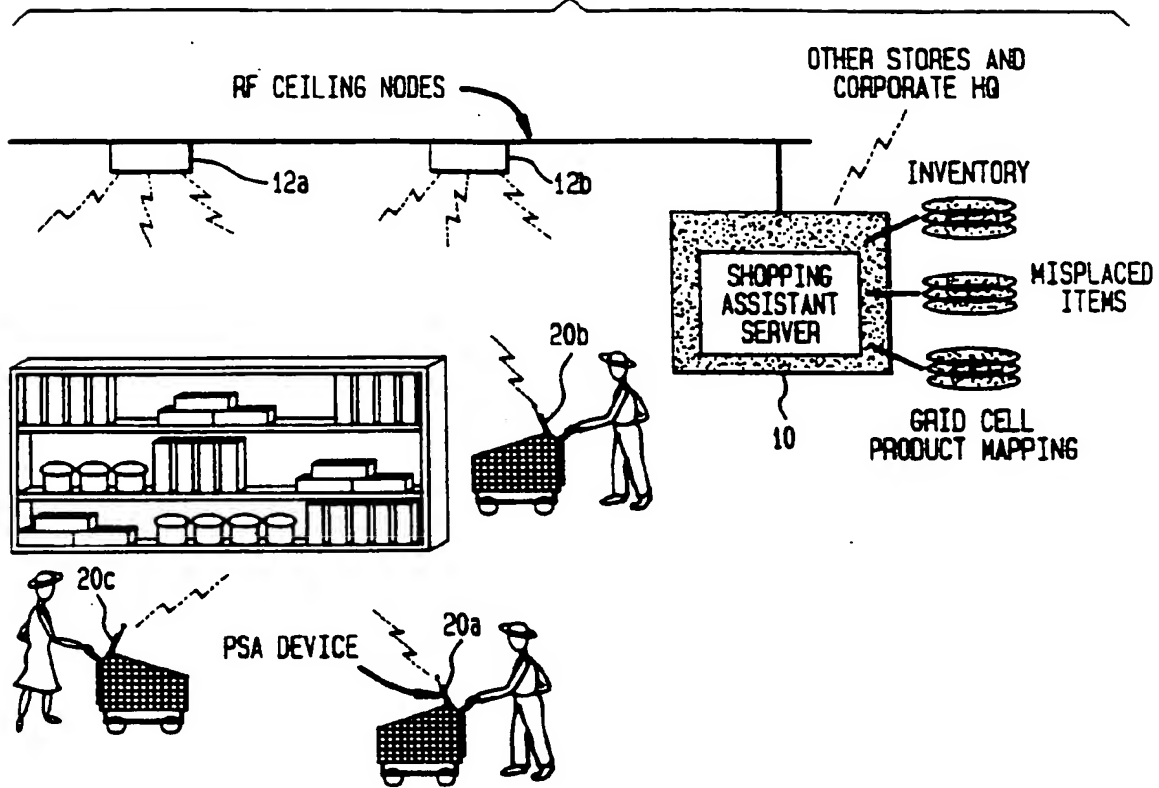 OTHER STORES AND
CORPORATE HQ
RF CEILING NODES
12a
12b
INVENTORY
SHOPPING
ASSISTANT
SERVER
MISPLACED
ITEMS
20b
10
GRID CELL
PRODUCT MAPPING
20c
PSA DEVICE
20a